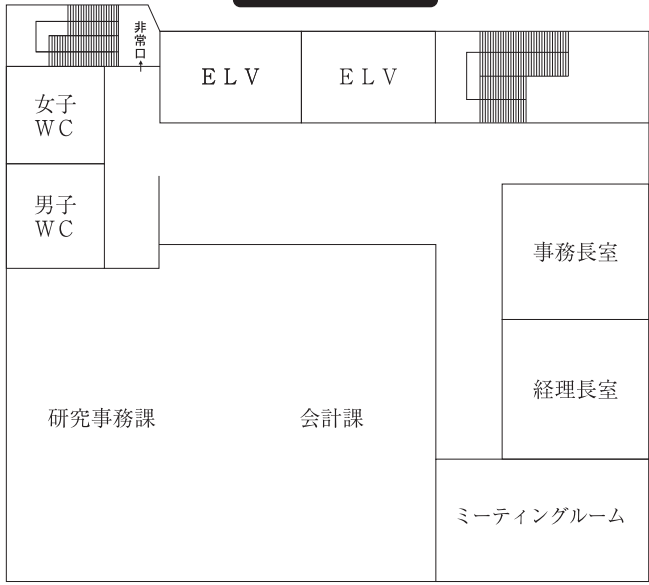 非常口
↑
ELV
ELV
女子
WC
男子
WC
事務長室
経理長室
研究事務課
会計課
ミーティングルーム